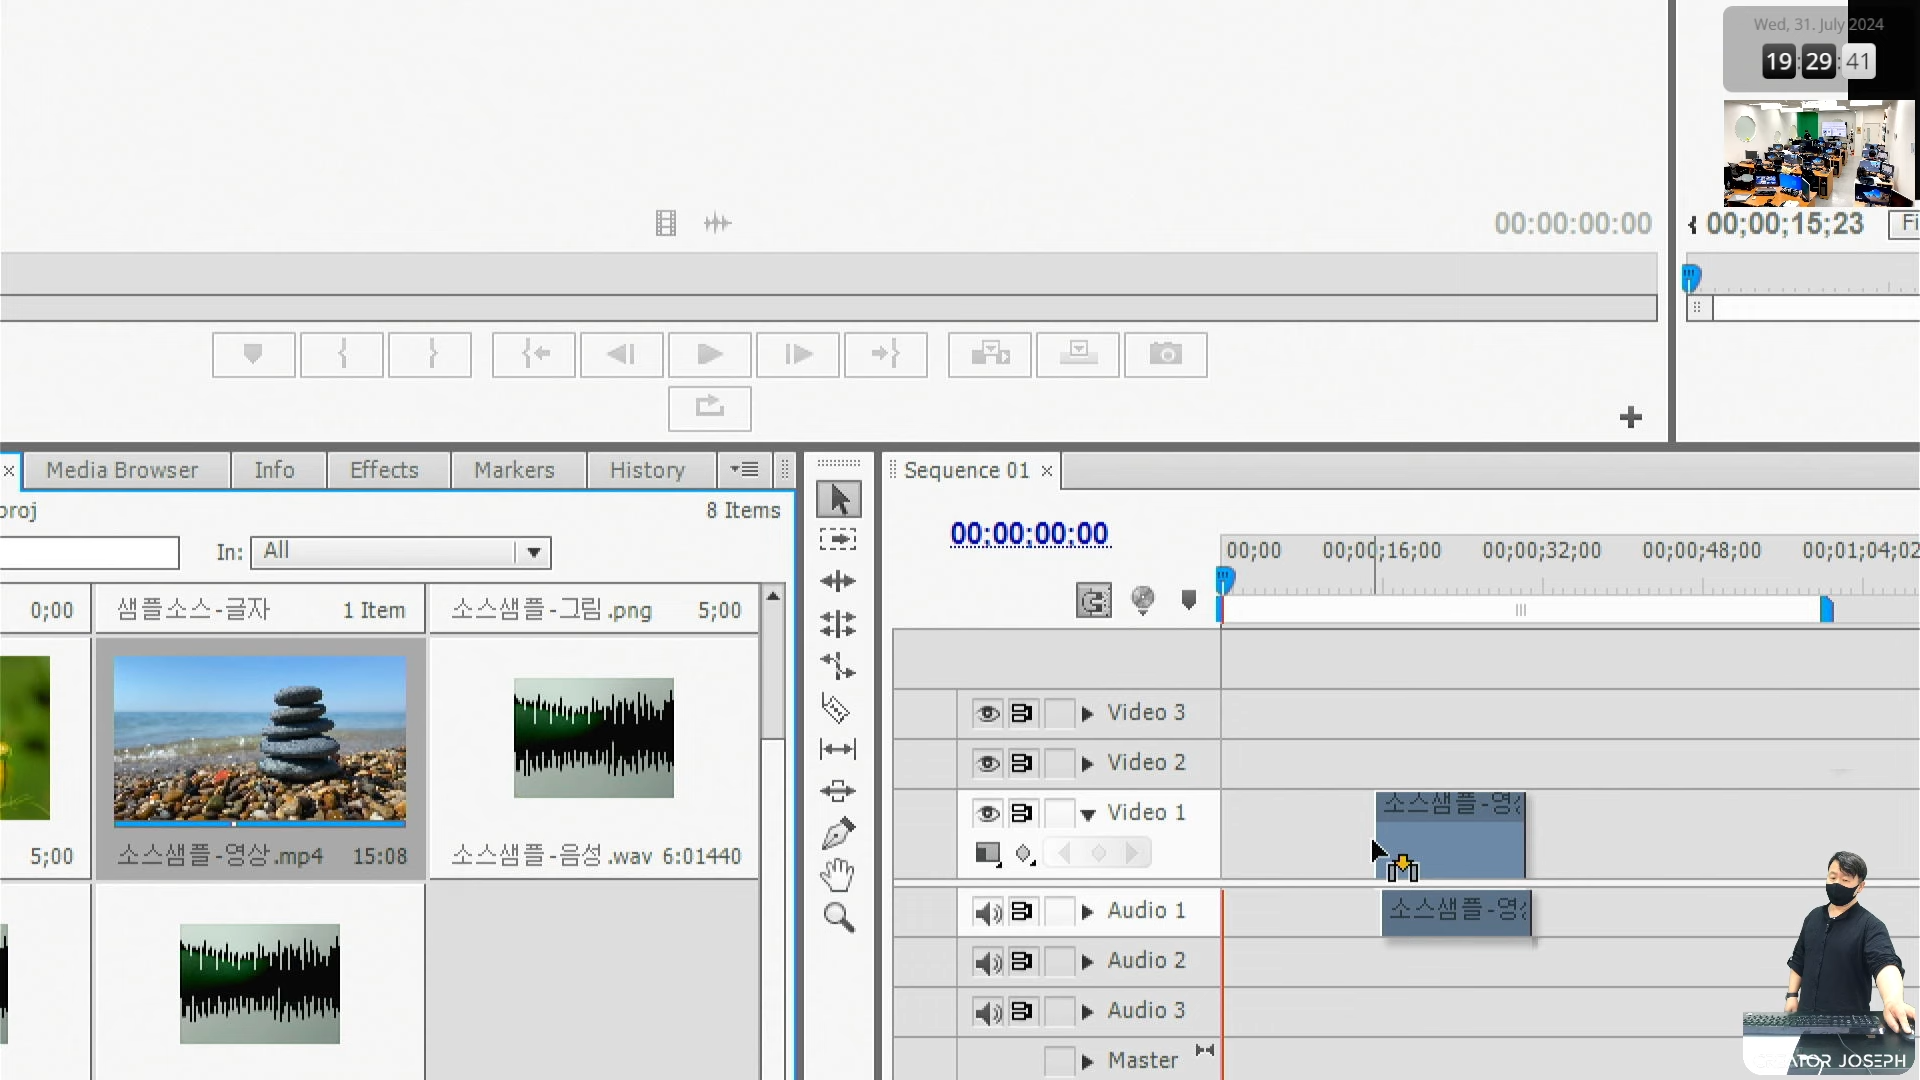 Wed, 31. July 2024
19:29:41
00:00:00:00
00;00;15;23
Fi
Media Browser
Info
Effects
Markers
History
Sequence 01
proj
8 Items
In:
All
00;00;00;00
00;00
00;00;16;00
00;00;32;00
00;00;48;00
00;01;04;02
0;00
샘플소스-글자
1 Item
소스샘플-그림.png
5;00
5;00
소스샘플-영상.mp4
15:08
소스샘플-음성.wav
6:01440
Video 3
Video 2
Video 1
소스샘플-영상
Audio 1
소스샘플-영상
Audio 2
Audio 3
Master
CREATOR JOSEPH